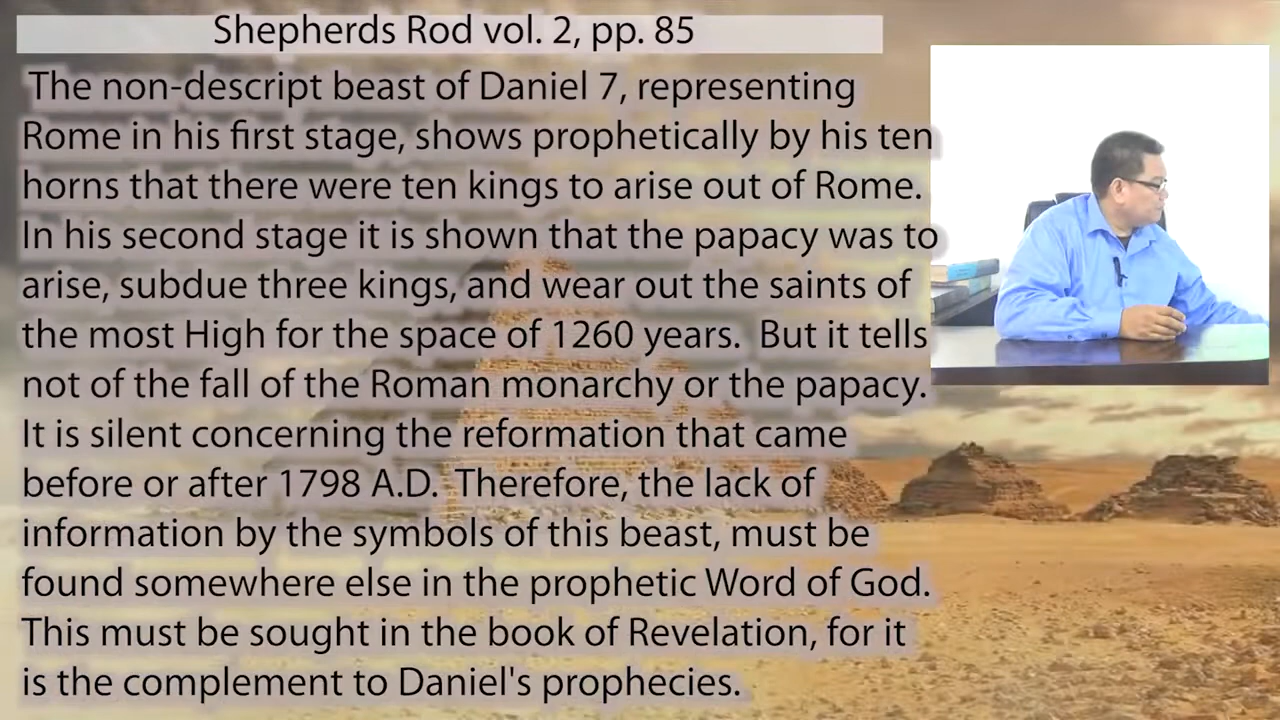 Shepherds Rod vol. 2, pp. 85
The non-descript beast of Daniel 7, representing
Rome in his first stage, shows prophetically by his ten
horns that there were ten kings to arise out of Rome.
In his second stage it is shown that the papacy was to
arise, subdue three kings, and wear out the saints of
the most High for the space of 1260 years.  But it tells
not of the fall of the Roman monarchy or the papacy.
It is silent concerning the reformation that came
before or after 1798 A.D.  Therefore, the lack of
information by the symbols of this beast, must be
found somewhere else in the prophetic Word of God.
This must be sought in the book of Revelation, for it
is the complement to Daniel's prophecies.